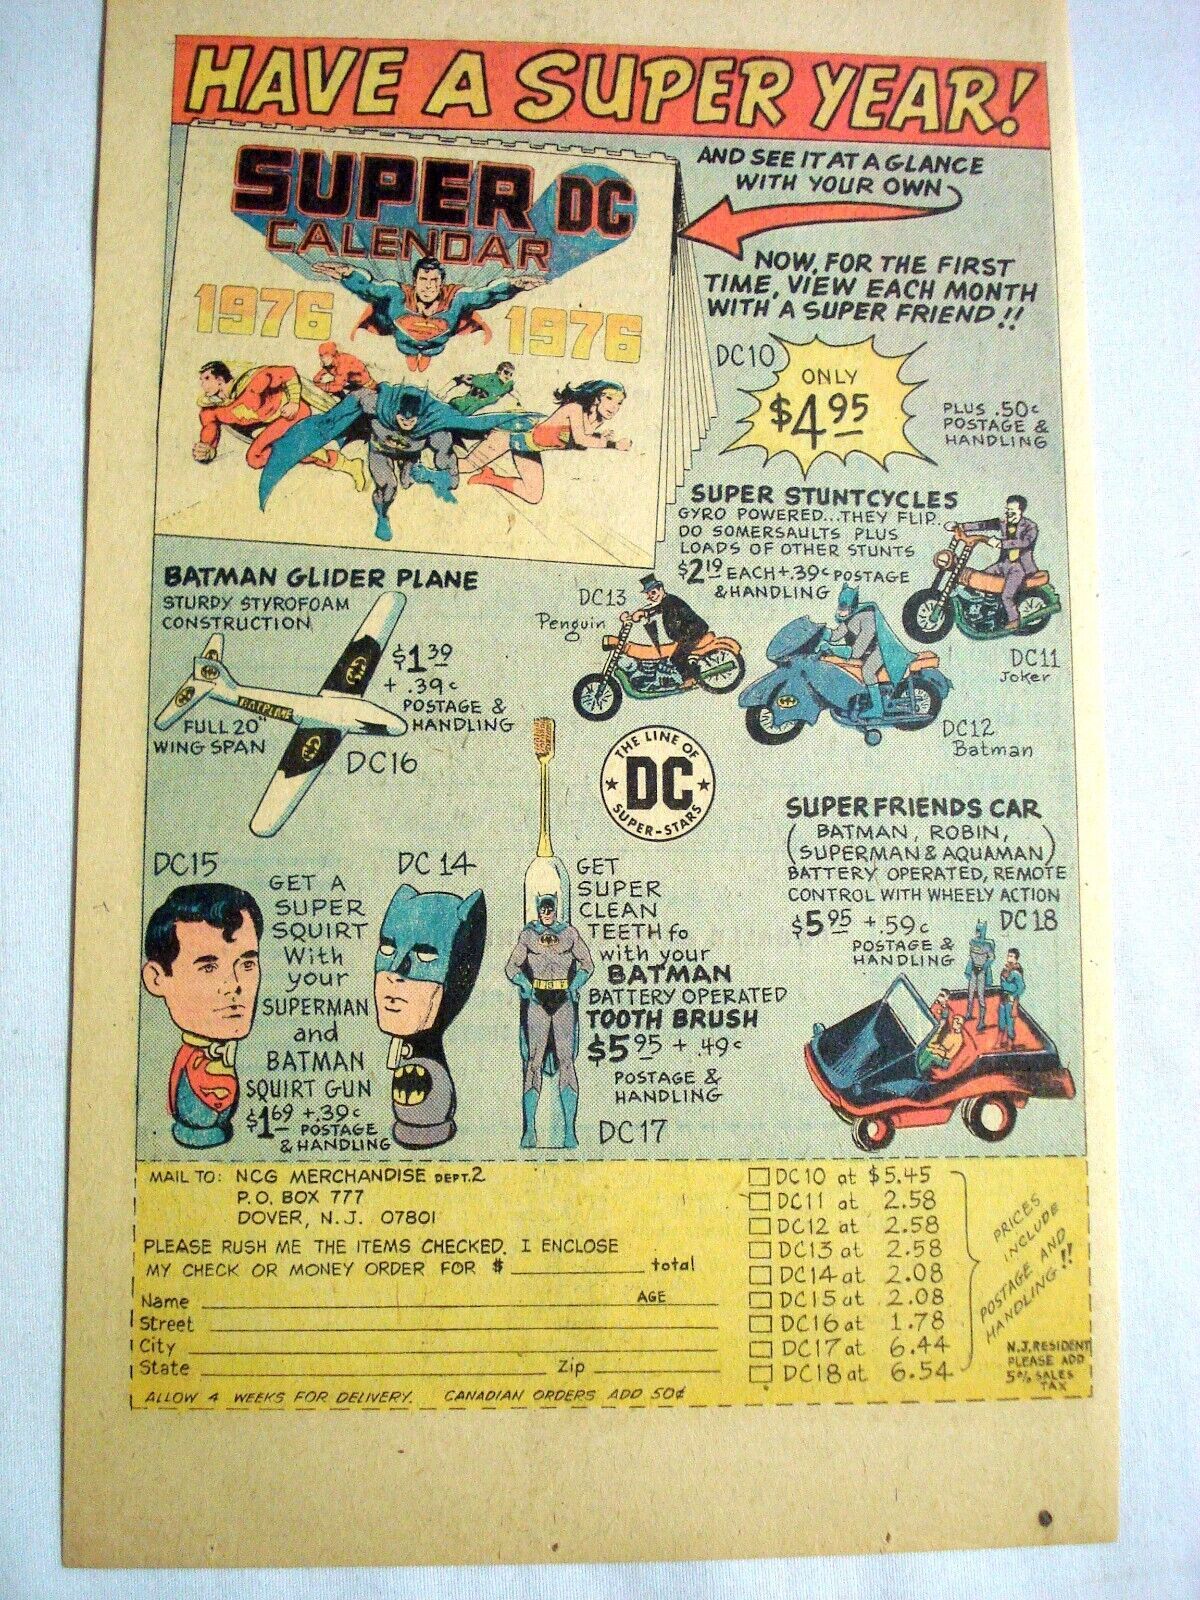 HAVE A SUPER YEAR!
SUPER DC
CALENDAR
1976
1976
AND SEE IT AT A GLANCE
WITH YOUR OWN
NOW, FOR THE FIRST
TIME, VIEW EACH MONTH
WITH A SUPER FRIEND!!
DC10
ONLY
$4.95
PLUS .50¢
POSTAGE &
HANDLING
SUPER STUNTCYCLES
GYRO POWERED...THEY FLIP
DO SOMERSAULTS PLUS
LOADS OF OTHER STUNTS
$2.19 EACH + .39¢ POSTAGE
& HANDLING
DC13
Penguin
DC11
Joker
DC12
Batman
BATMAN GLIDER PLANE
STURDY STYROFOAM
CONSTRUCTION
$1.39
+ .39¢
POSTAGE
& HANDLING
BATPLANE
FULL 20"
WING SPAN
DC16
THE LINE OF
DC
SUPER-STARS
SUPER FRIENDS CAR
(BATMAN, ROBIN,
SUPERMAN & AQUAMAN)
BATTERY OPERATED, REMOTE
CONTROL WITH WHEELY ACTION
$5.95 + .59¢ DC18
POSTAGE &
HANDLING
DC15
DC14
GET A
SUPER
SQUIRT
With
your
SUPERMAN
and
BATMAN
SQUIRT GUN
$1.69 + .39¢
POSTAGE
& HANDLING
GET
SUPER
CLEAN
TEETH fo
with your
BATMAN
BATTERY OPERATED
TOOTH BRUSH
$5.95 + .49¢
POSTAGE &
HANDLING
DC17
MAIL TO: NCG MERCHANDISE DEPT. 2
P.O. BOX 777
DOVER, N.J. 07801
PLEASE RUSH ME THE ITEMS CHECKED. I ENCLOSE
MY CHECK OR MONEY ORDER FOR $ total
Name AGE
Street
City
State Zip
ALLOW 4 WEEKS FOR DELIVERY. CANADIAN ORDERS ADD 50¢
DC10 at $5.45
DC11 at 2.58
DC12 at 2.58
DC13 at 2.58
DC14 at 2.08
DC15 at 2.08
DC16 at 1.78
DC17 at 6.44
DC18 at 6.54
PRICES
INCLUDE
POSTAGE AND
HANDLING!!
N.J. RESIDENT
PLEASE ADD
5% SALES
TAX